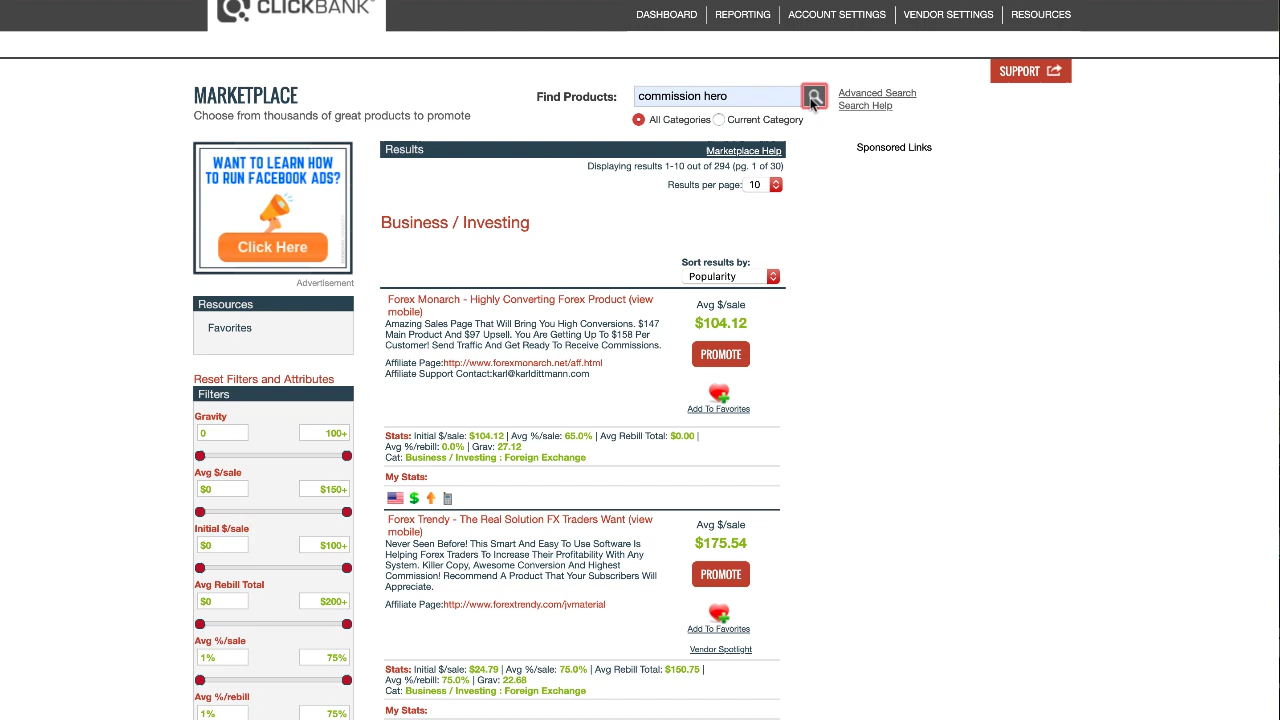 CLICKBANK
DASHBOARD
REPORTING
ACCOUNT SETTINGS
VENDOR SETTINGS
RESOURCES
SUPPORT
MARKETPLACE
Choose from thousands of great products to promote
Find Products:
commission hero
Advanced Search
Search Help
All Categories
Current Category
WANT TO LEARN HOW
TO RUN FACEBOOK ADS?
Click Here
Advertisement
Resources
Favorites
Reset Filters and Attributes
Filters
Gravity
0
100+
Avg $/sale
$0
$150+
Initial $/sale
$0
$100+
Avg Rebill Total
$0
$200+
Avg %/sale
1%
75%
Avg %/rebill
1%
75%
Results
Marketplace Help
Displaying results 1-10 out of 294 (pg. 1 of 30)
Results per page: 10
Business / Investing
Sort results by:
Popularity
Forex Monarch - Highly Converting Forex Product (view
mobile)
Amazing Sales Page That Will Bring You High Conversions. $147
Main Product And $97 Upsell. You Are Getting Up To $158 Per
Customer! Send Traffic And Get Ready To Receive Commissions.
Affiliate Page:http://www.forexmonarch.net/aff.html
Affiliate Support Contact:karl@karldittmann.com
Avg $/sale
$104.12
PROMOTE
Add To Favorites
Stats: Initial $/sale: $104.12 | Avg %/sale: 65.0% | Avg Rebill Total: $0.00 |
Avg %/rebill: 0.0% | Grav: 27.12
Cat: Business / Investing : Foreign Exchange
My Stats:
Forex Trendy - The Real Solution FX Traders Want (view
mobile)
Never Seen Before! This Smart And Easy To Use Software Is
Helping Forex Traders To Increase Their Profitability With Any
System. Killer Copy, Awesome Conversion And Highest
Commission! Recommend A Product That Your Subscribers Will
Appreciate.
Affiliate Page:http://www.forextrendy.com/jvmaterial
Avg $/sale
$175.54
PROMOTE
Add To Favorites
Vendor Spotlight
Stats: Initial $/sale: $24.79 | Avg %/sale: 75.0% | Avg Rebill Total: $150.75 |
Avg %/rebill: 75.0% | Grav: 22.68
Cat: Business / Investing : Foreign Exchange
My Stats:
Sponsored Links